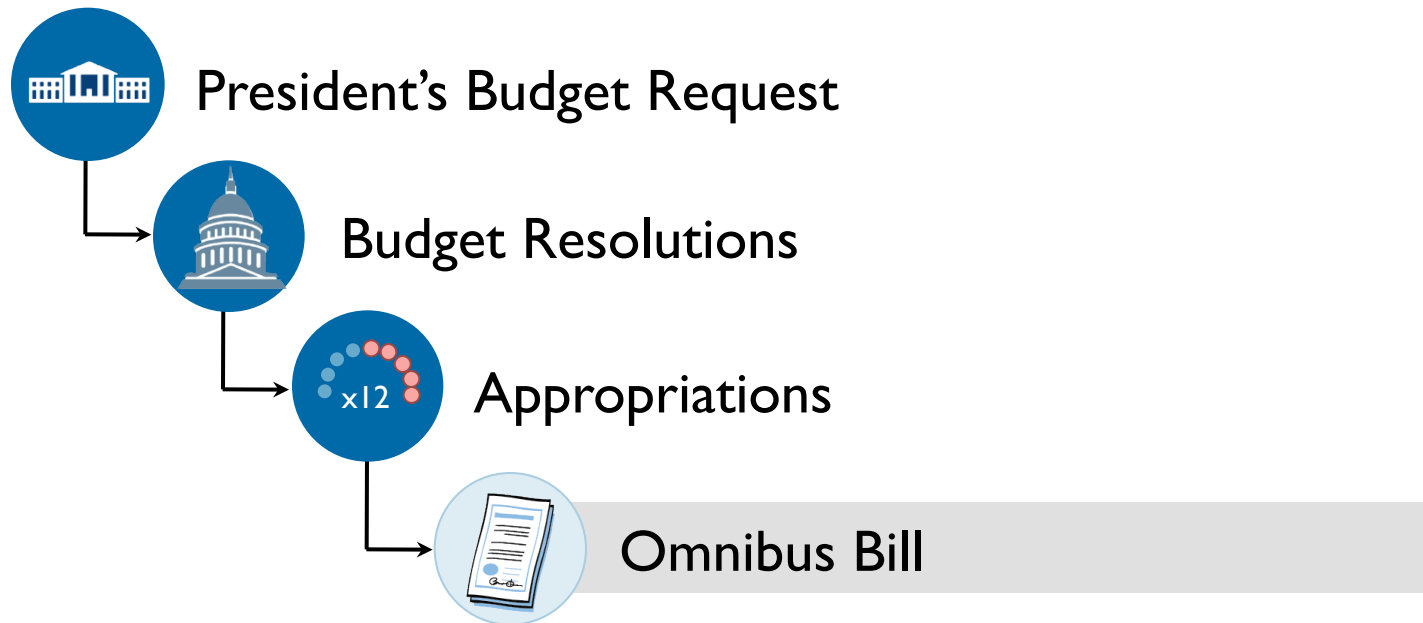 President’s Budget Request
Budget Resolutions
x12
Appropriations
Omnibus Bill